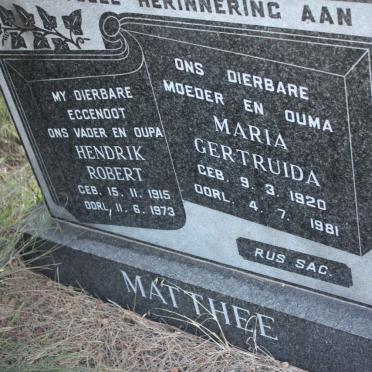 HERINNERING AAN
MY DIERBARE
EGGENOOT
ONS VADER EN OUPA
HENDRIK
ROBERT
GEB. 15. 11. 1915
OORL. 11. 6. 1973
ONS DIERBARE
MOEDER EN OUMA
MARIA
GERTRUIDA
GEB. 9. 3. 1920
OORL. 4. 7. 1981
RUS SAG.
MATTHEE